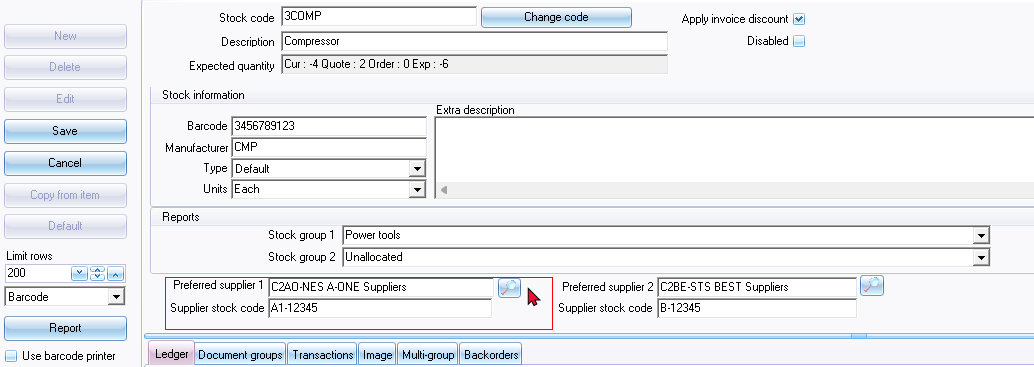 New
Delete
Edit
Save
Cancel
Copy from item
Default
Limit rows
200
Barcode
Report
Use barcode printer
Stock code 3COMP Change code Apply invoice discount
Description Compressor Disabled
Expected quantity Cur : -4 Quote : 2 Order : 0 Exp : -6
Stock information
Extra description
Barcode 3456789123
Manufacturer CMP
Type Default
Units Each
Reports
Stock group 1 Power tools
Stock group 2 Unallocated
Preferred supplier 1 C2AO-NES A-ONE Suppliers Preferred supplier 2 C2BE-STS BEST Suppliers
Supplier stock code A1-12345 Supplier stock code B-12345
Ledger Document groups Transactions Image Multi-group Backorders